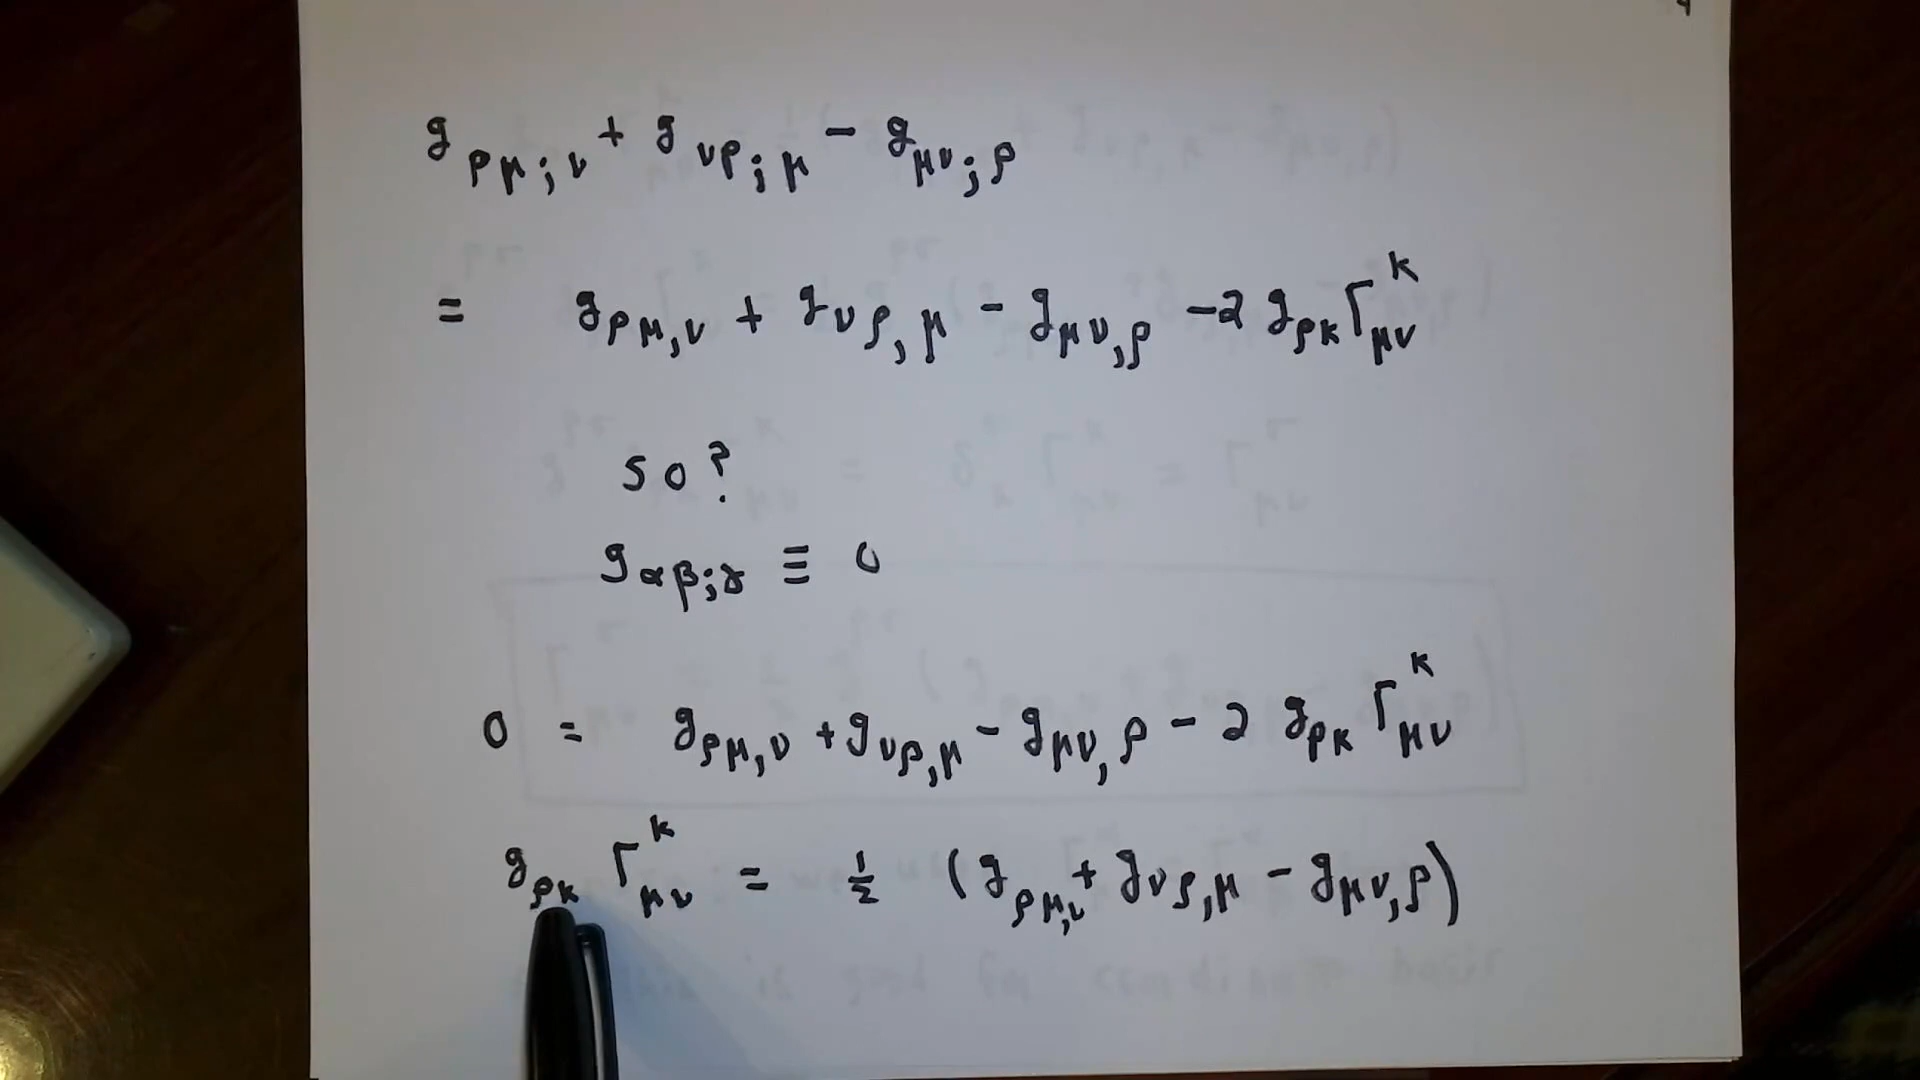 g_{ρμ;ν} + g_{νρ;μ} − g_{μν;ρ}
= g_{ρμ,ν} + g_{νρ,μ} − g_{μν,ρ} − 2 g_{ρκ} Γ^κ_{μν}
so?
g_{αβ;γ} ≡ 0
0 = g_{ρμ,ν} + g_{νρ,μ} − g_{μν,ρ} − 2 g_{ρκ} Γ^κ_{μν}
g_{ρκ} Γ^κ_{μν} = ½ (g_{ρμ,ν} + g_{νρ,μ} − g_{μν,ρ})